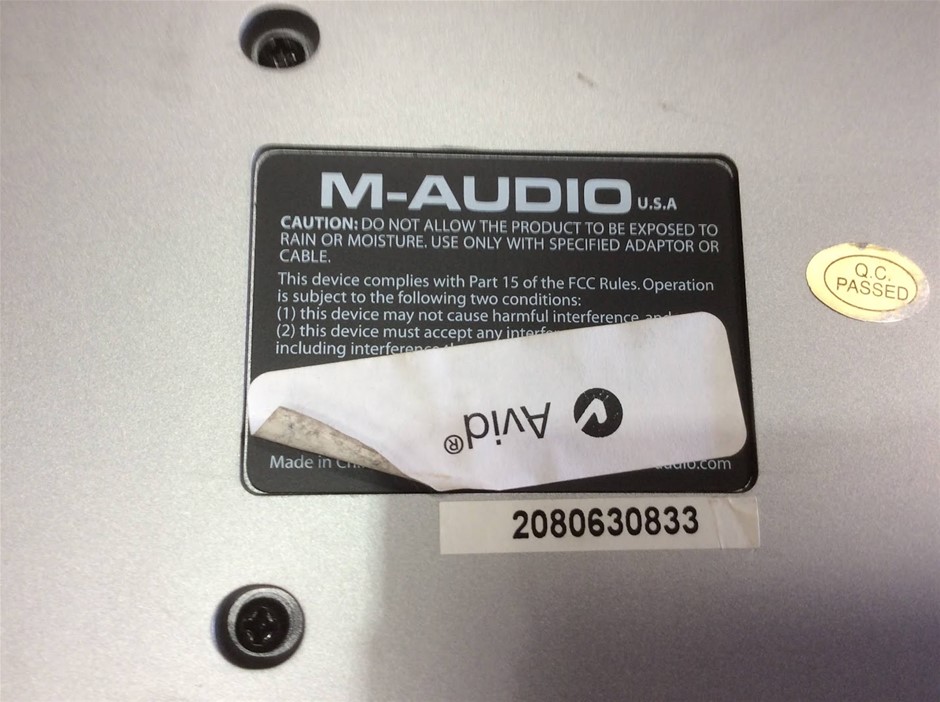 M-AUDIO U.S.A
CAUTION: DO NOT ALLOW THE PRODUCT TO BE EXPOSED TO
RAIN OR MOISTURE. USE ONLY WITH SPECIFIED ADAPTOR OR
CABLE.
This device complies with Part 15 of the FCC Rules. Operation
is subject to the following two conditions:
(1) this device may not cause harmful interference, and
(2) this device must accept any
including interference
Avid®
Made in
2080630833
Q.C.
PASSED